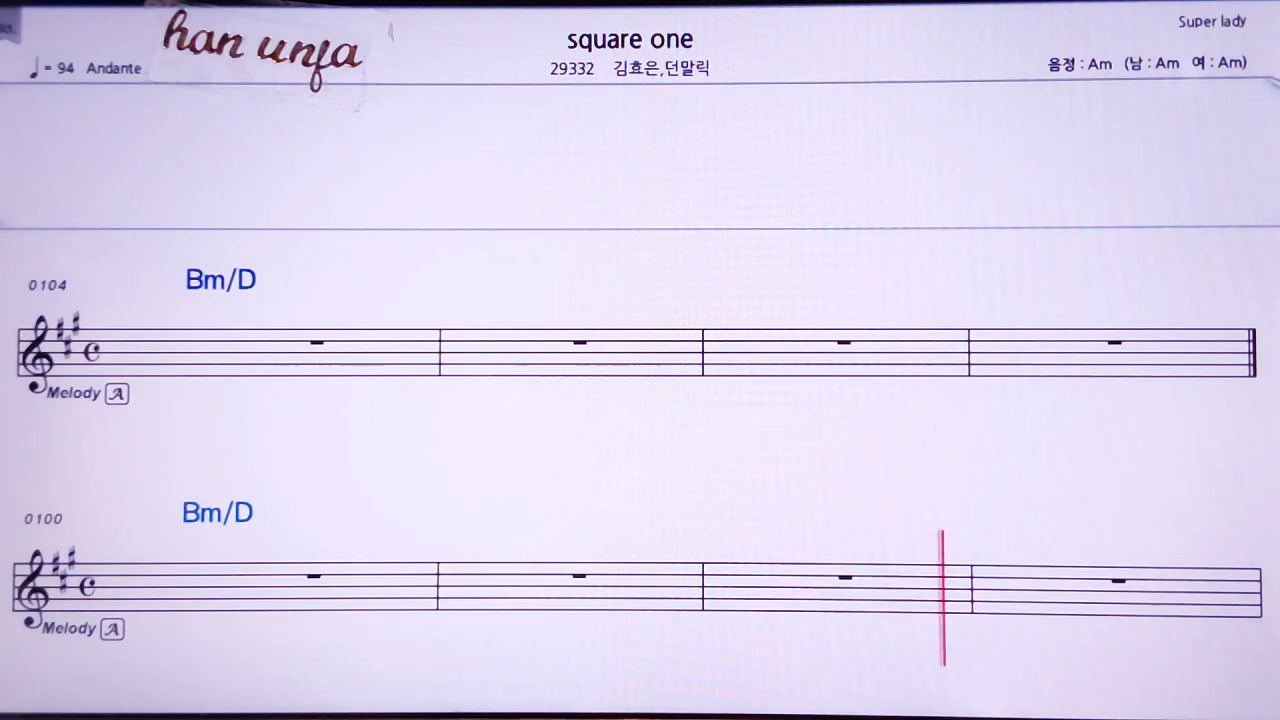 han unfa
square one
Super lady
♩= 94 Andante
29332 김효은,던말릭
음정 : Am (남 : Am 여 : Am)
0104
Bm/D
Melody A
0100
Bm/D
Melody A